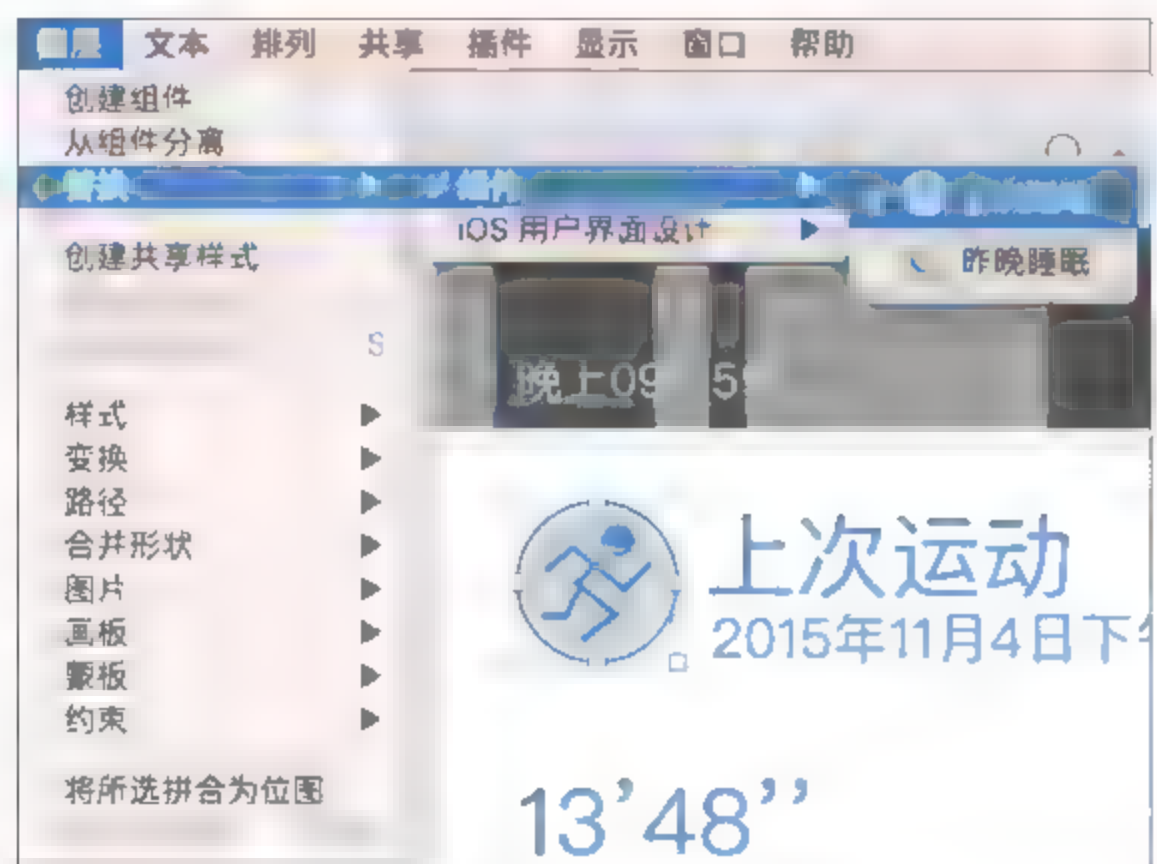 文本 排列 共享 插件 显示 窗口 帮助
创建组件
从组件分离
iOS 用户界面设计
昨晚睡眠
创建共享样式
S
晚上09 5
样式
变换
路径
合并形状
图片
画板
蒙板
约束
将所选拼合为位图
上次运动
2015年11月4日下
13’48’’